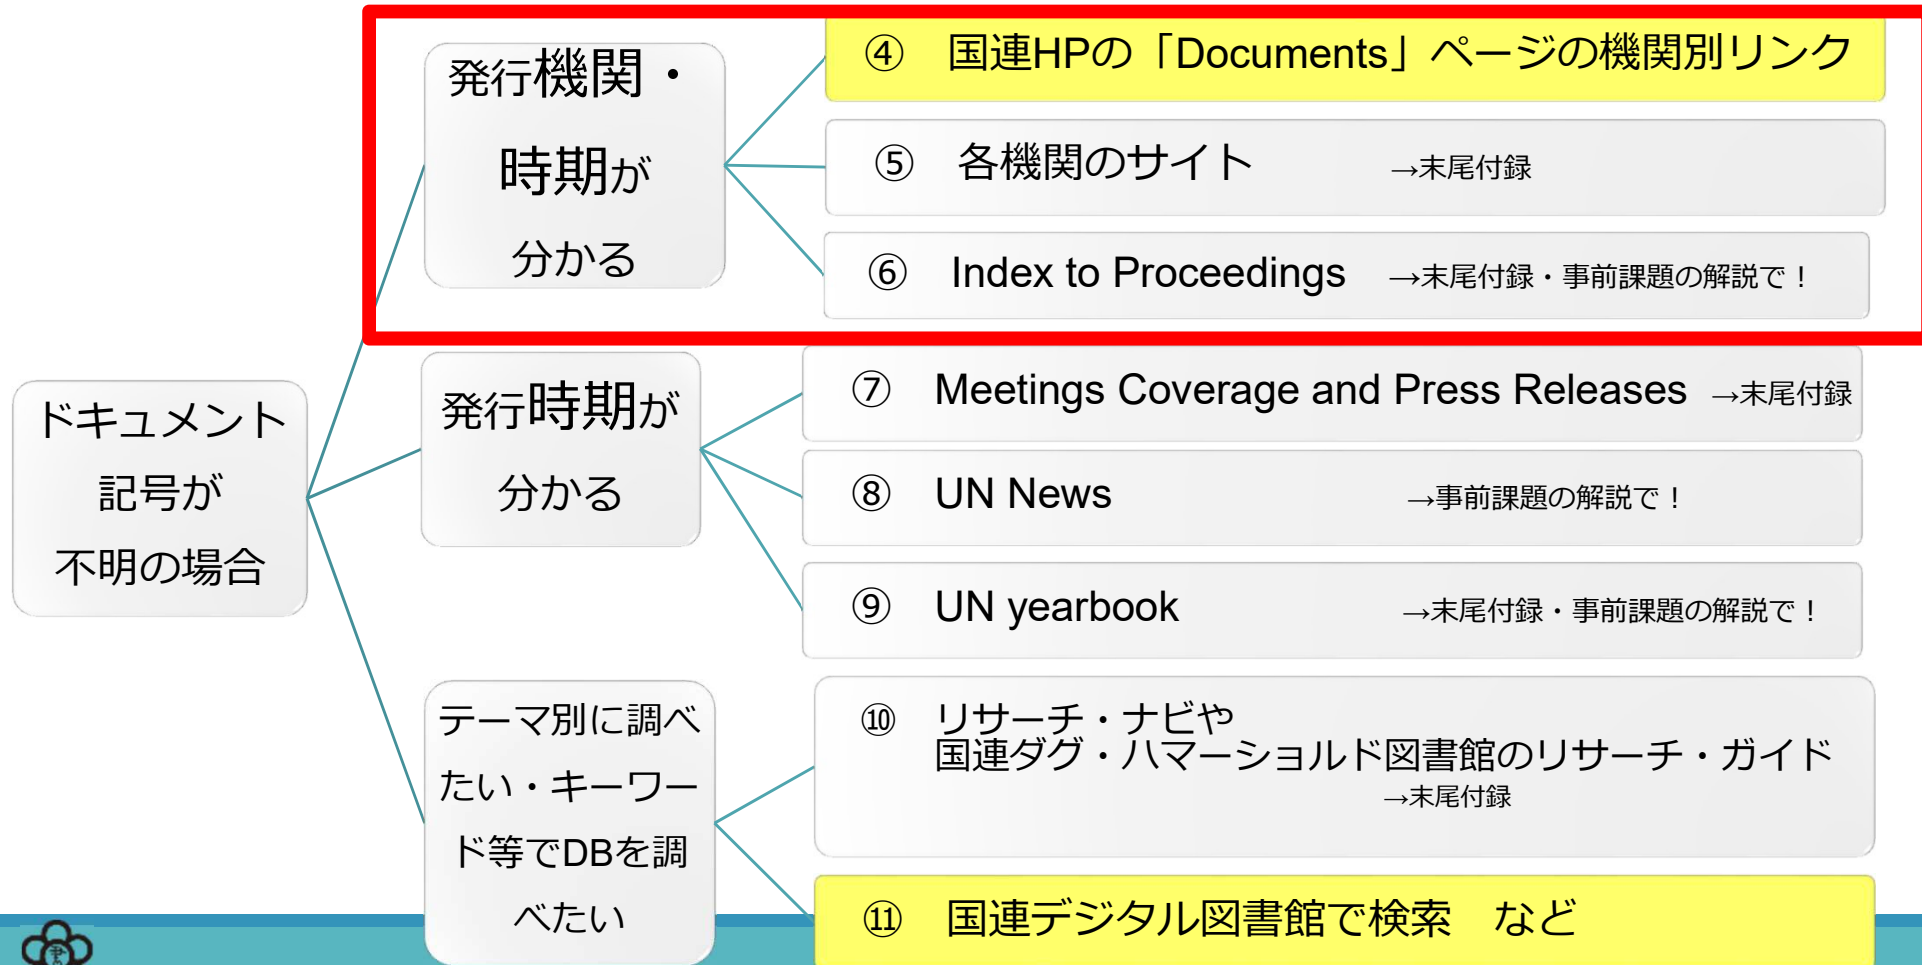 ドキュメント
記号が
不明の場合
発行機関・
時期が
分かる
④ 国連HPの「Documents」ページの機関別リンク
⑤ 各機関のサイト →末尾付録
⑥ Index to Proceedings →末尾付録・事前課題の解説で！
発行時期が
分かる
⑦ Meetings Coverage and Press Releases →末尾付録
⑧ UN News →事前課題の解説で！
⑨ UN yearbook →末尾付録・事前課題の解説で！
テーマ別に調べ
たい・キーワー
ド等でDBを調
べたい
⑩ リサーチ・ナビや
国連ダグ・ハマーショルド図書館のリサーチ・ガイド
→末尾付録
⑪ 国連デジタル図書館で検索 など